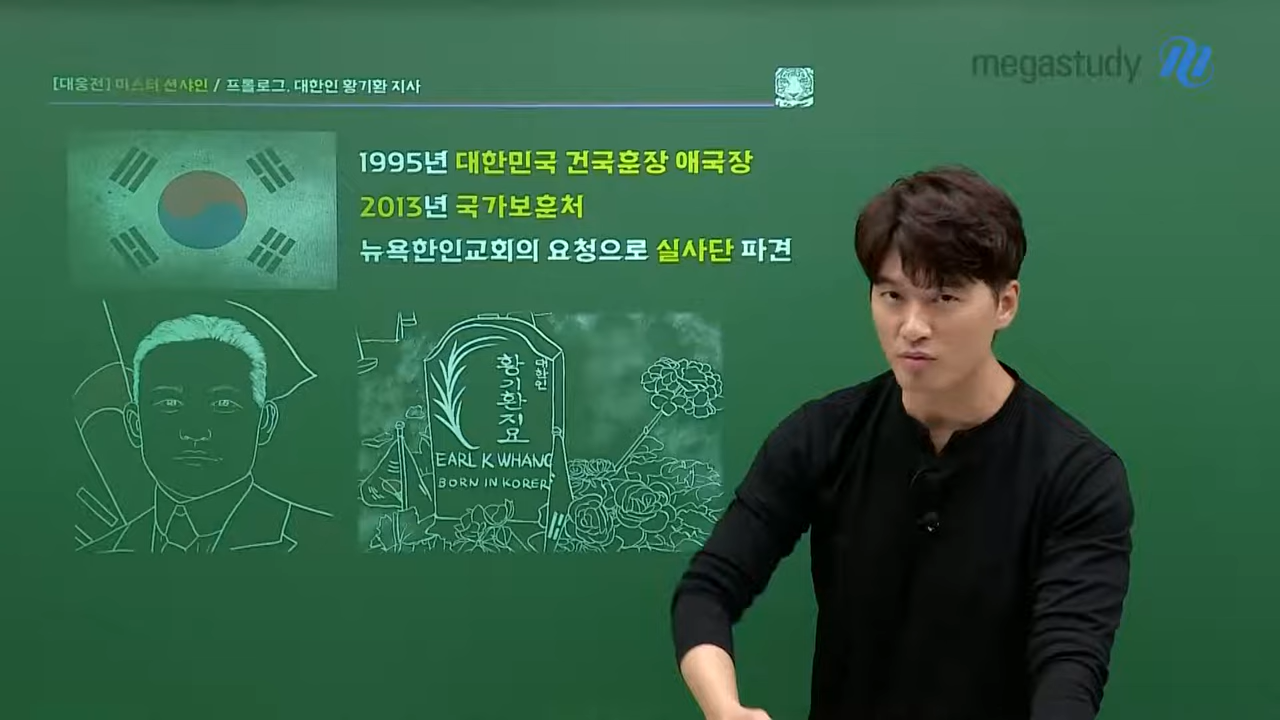 [대웅전] 미스터 션샤인 / 프롤로그. 대한인 황기환 지사
megastudy
1995년 대한민국 건국훈장 애국장
2013년 국가보훈처
뉴욕한인교회의 요청으로 실사단 파견
대한인
황기환지묘
EARL K WHANG
BORN IN KOREA